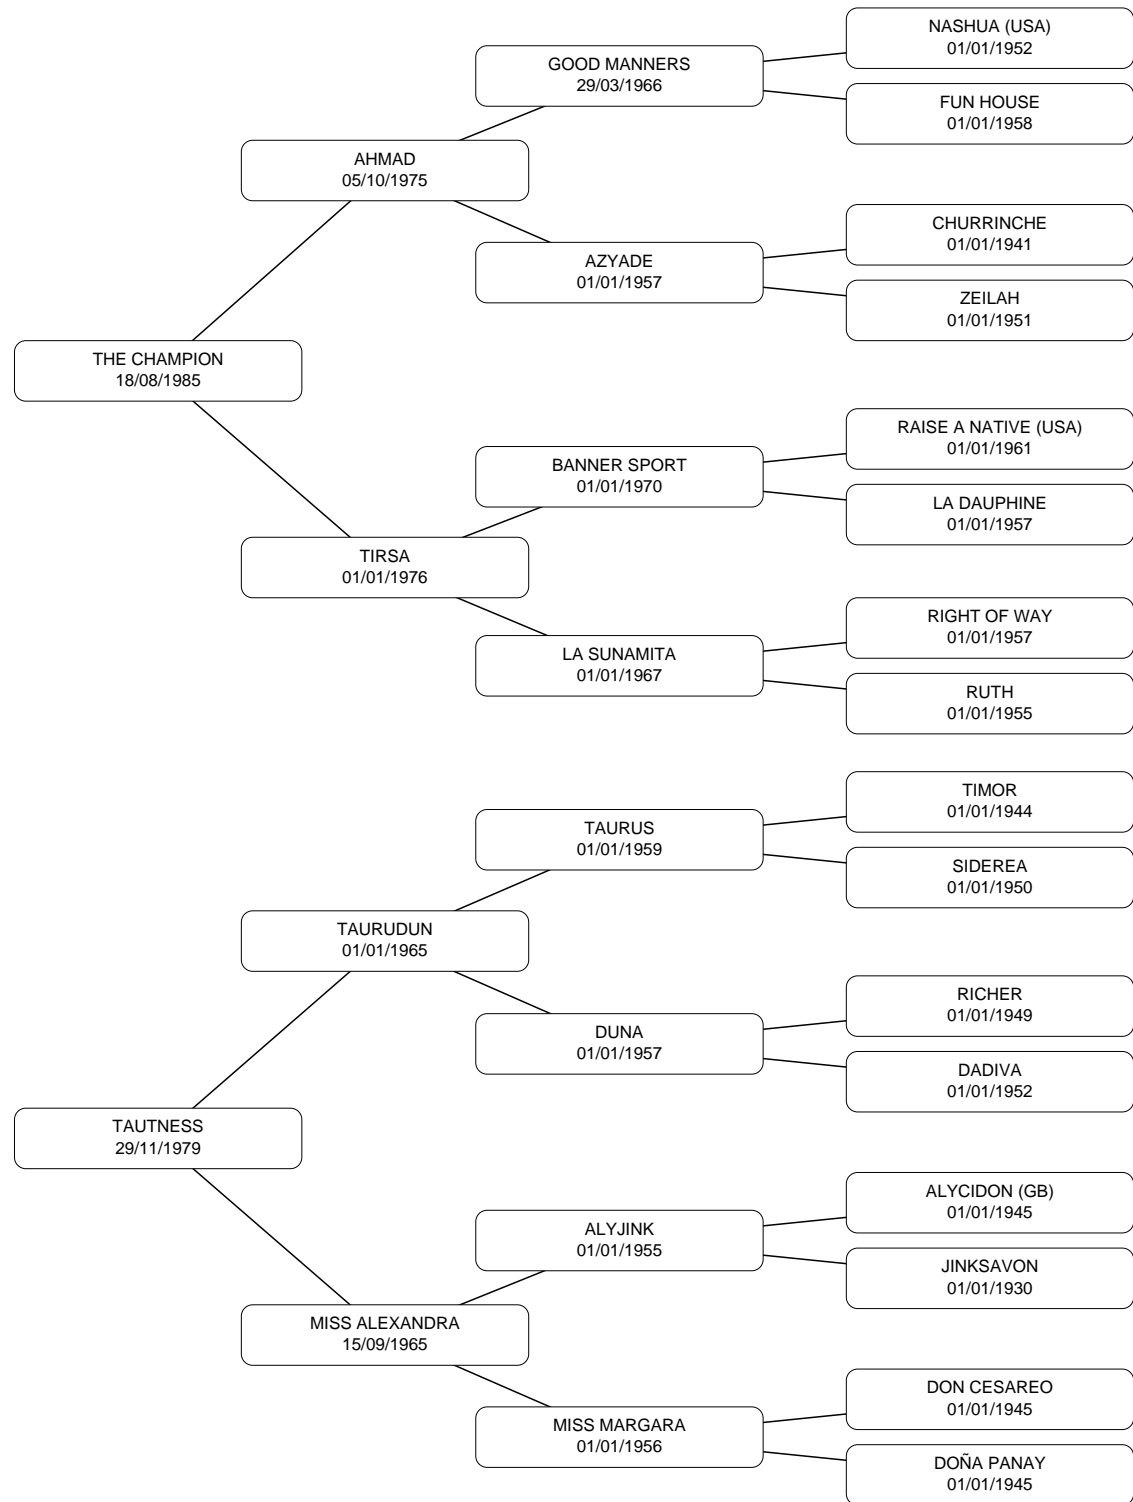 NASHUA (USA)
01/01/1952
GOOD MANNERS
29/03/1966
FUN HOUSE
01/01/1958
AHMAD
05/10/1975
CHURRINCHE
01/01/1941
AZYADE
01/01/1957
ZEILAH
01/01/1951
THE CHAMPION
18/08/1985
RAISE A NATIVE (USA)
01/01/1961
BANNER SPORT
01/01/1970
LA DAUPHINE
01/01/1957
TIRSA
01/01/1976
RIGHT OF WAY
01/01/1957
LA SUNAMITA
01/01/1967
RUTH
01/01/1955
TIMOR
01/01/1944
TAURUS
01/01/1959
SIDEREA
01/01/1950
TAURUDUN
01/01/1965
RICHER
01/01/1949
DUNA
01/01/1957
DADIVA
01/01/1952
TAUTNESS
29/11/1979
ALYCIDON (GB)
01/01/1945
ALYJINK
01/01/1955
JINKSAVON
01/01/1930
MISS ALEXANDRA
15/09/1965
DON CESAREO
01/01/1945
MISS MARGARA
01/01/1956
DOÑA PANAY
01/01/1945